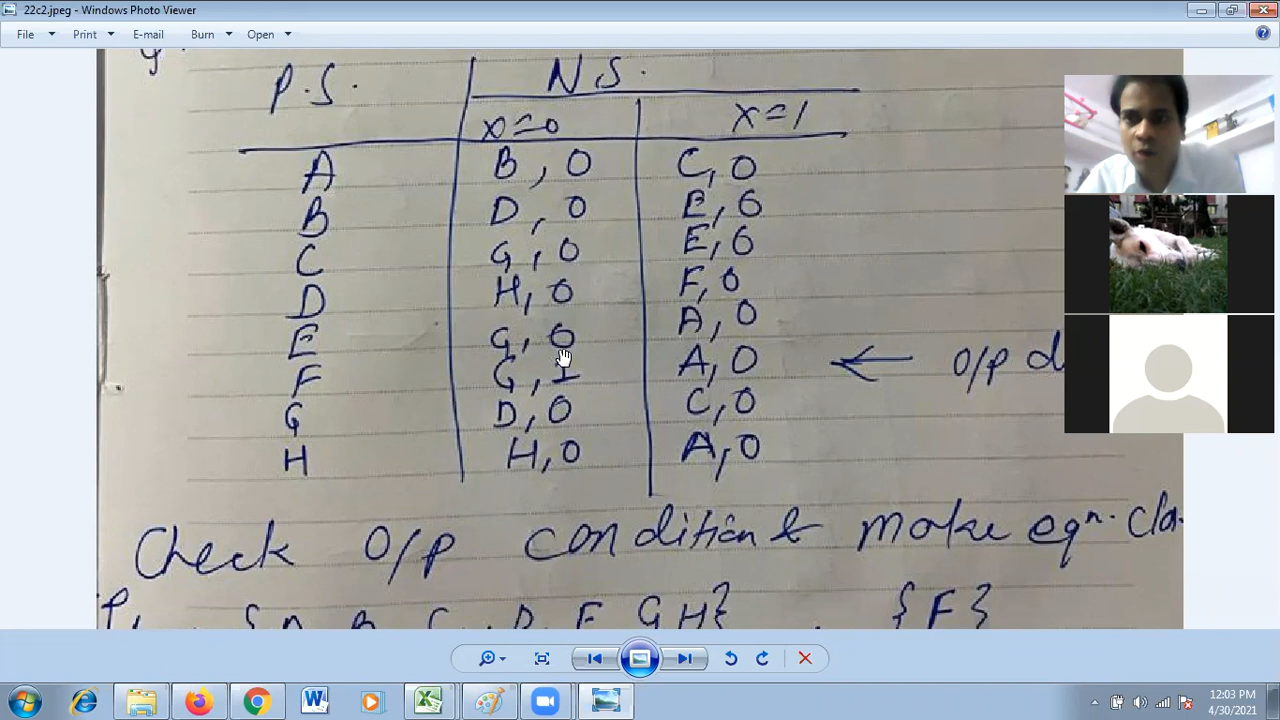 22c2.jpeg - Windows Photo Viewer
File Print E-mail Burn Open
P.S. N.S.
x=0 x=1
A B, 0 C, 0
B D, 0 E, 0
C G, 0 E, 0
D H, 0 F, 0
E G, 0 A, 0
F G, 1 A, 0 ← O/p d
G D, 0 C, 0
H H, 0 A, 0
Check O/p condition & make eqn. cla
P1 {A B C D E G H} , {F}
12:03 PM
4/30/2021